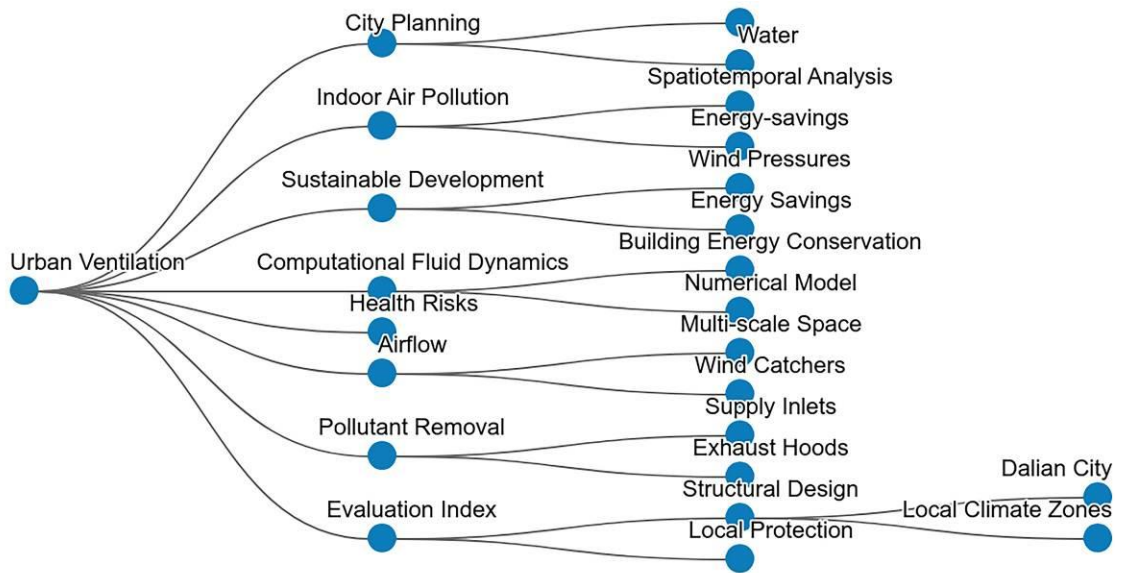 City Planning
Water
Spatiotemporal Analysis
Indoor Air Pollution
Energy-savings
Wind Pressures
Sustainable Development
Energy Savings
Building Energy Conservation
Urban Ventilation
Computational Fluid Dynamics
Numerical Model
Health Risks
Multi-scale Space
Airflow
Wind Catchers
Supply Inlets
Pollutant Removal
Exhaust Hoods
Structural Design
Dalian City
Evaluation Index
Local Climate Zones
Local Protection